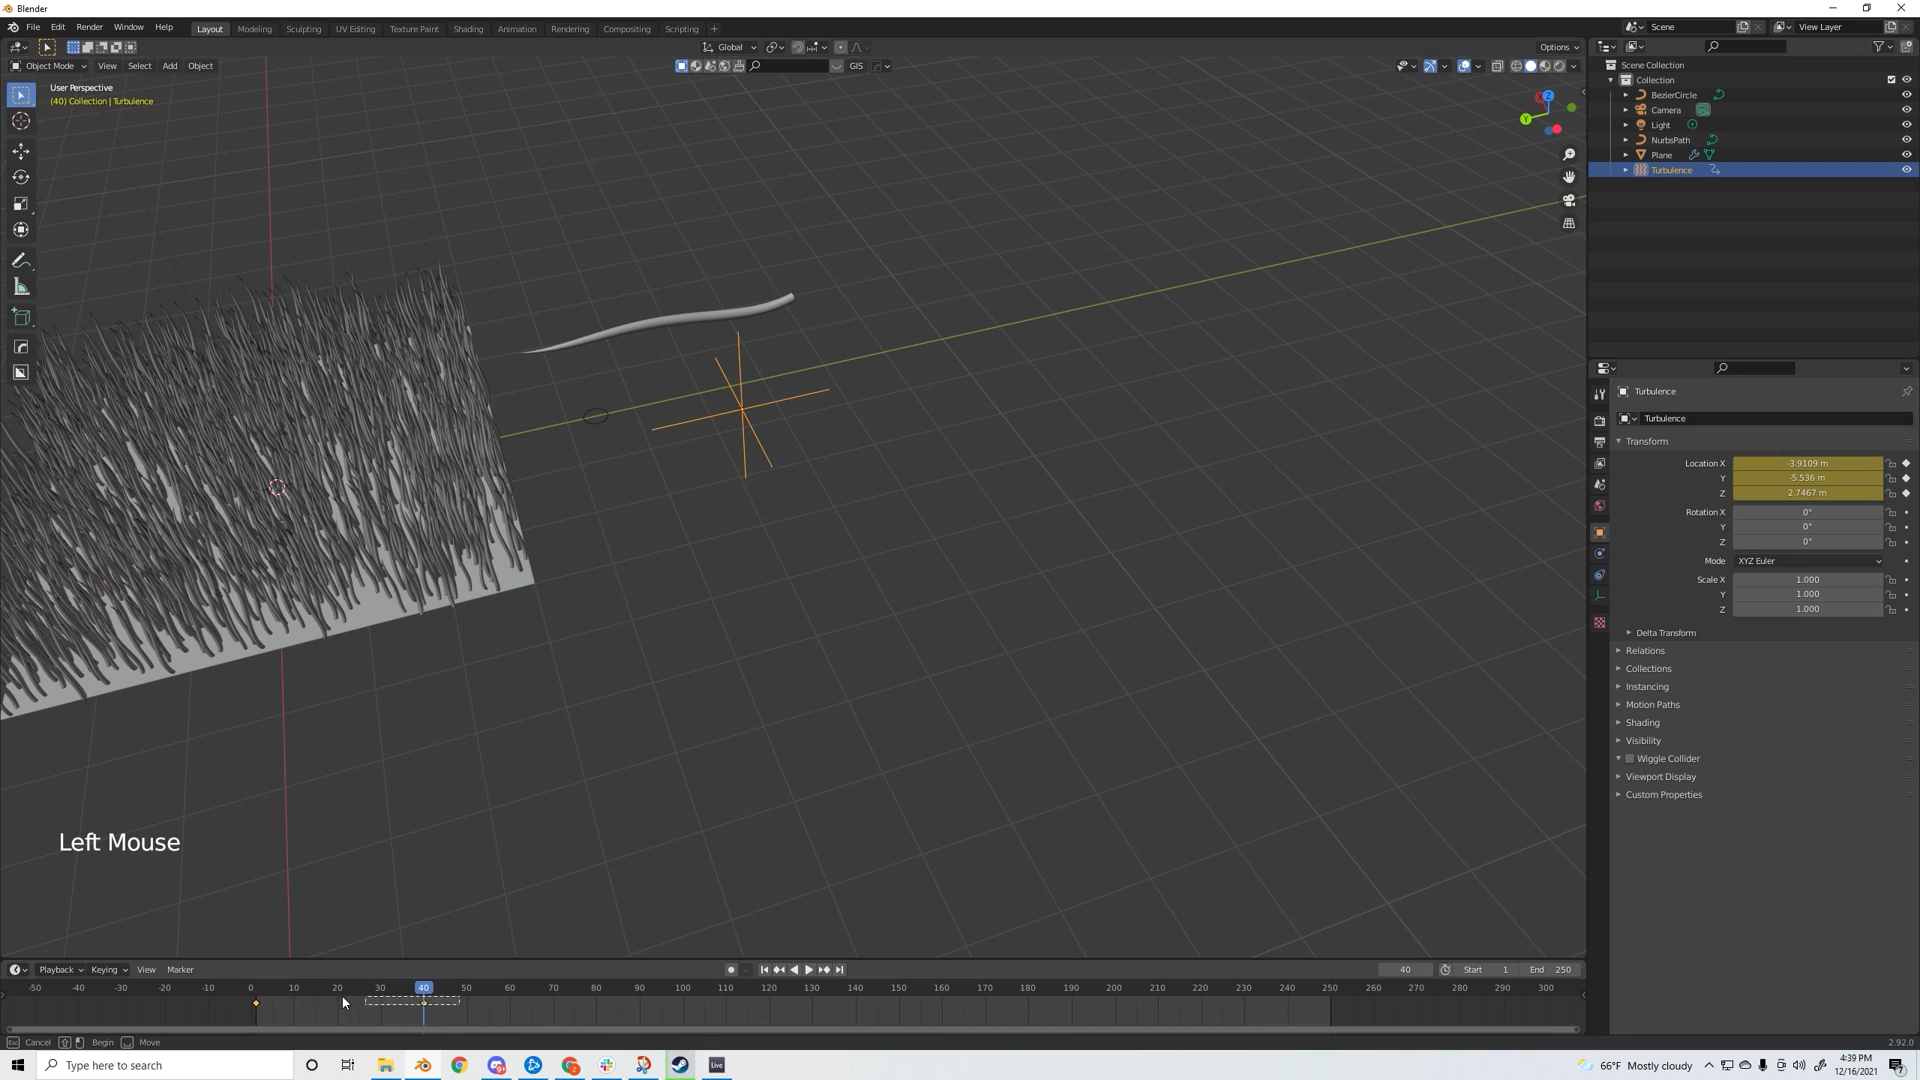 Blender
File Edit Render Window Help Layout Modeling Sculpting UV Editing Texture Paint Shading Animation Rendering Compositing Scripting + Scene View Layer
Global Options
Object Mode View Select Add Object GIS
User Perspective
(40) Collection | Turbulence
Z
Y
Scene Collection
Collection
BezierCircle
Camera
Light
NurbsPath
Plane
Turbulence
Turbulence
Turbulence
Transform
Location X -3.9109 m
Y -5.536 m
Z 2.7467 m
Rotation X 0°
Y 0°
Z 0°
Mode XYZ Euler
Scale X 1.000
Y 1.000
Z 1.000
Delta Transform
Relations
Collections
Instancing
Motion Paths
Shading
Visibility
Wiggle Collider
Viewport Display
Custom Properties
Left Mouse
Playback Keying View Marker 40 Start 1 End 250
-50 -40 -30 -20 -10 0 10 20 30 40 50 60 70 80 90 100 110 120 130 140 150 160 170 180 190 200 210 220 230 240 250 260 270 280 290 300
Esc Cancel Begin Move 2.92.0
Type here to search Live 66°F Mostly cloudy 4:39 PM
12/16/2021